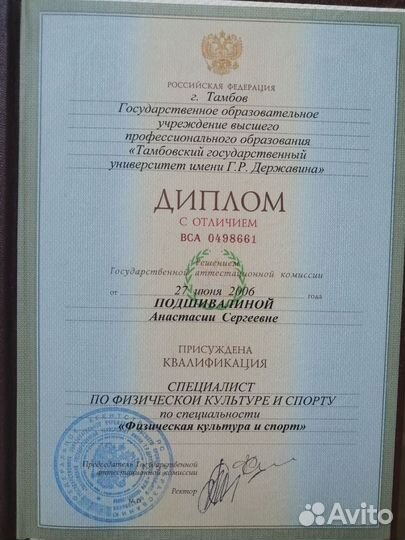 РОССИЙСКАЯ ФЕДЕРАЦИЯ
г. Тамбов
Государственное образовательное
учреждение высшего
профессионального образования
«Тамбовский государственный
университет имени Г.Р. Державина»
ДИПЛОМ
С ОТЛИЧИЕМ
ВСА 0498661
Решением
Государственной аттестационной комиссии
от 27 июня 2006 года
ПОДШИВАЛИНОЙ
Анастасии Сергеевне
ПРИСУЖДЕНА
КВАЛИФИКАЦИЯ
СПЕЦИАЛИСТ
ПО ФИЗИЧЕСКОЙ КУЛЬТУРЕ И СПОРТУ
по специальности
«Физическая культура и спорт»
Председатель Государственной
аттестационной комиссии
Ректор
Avito